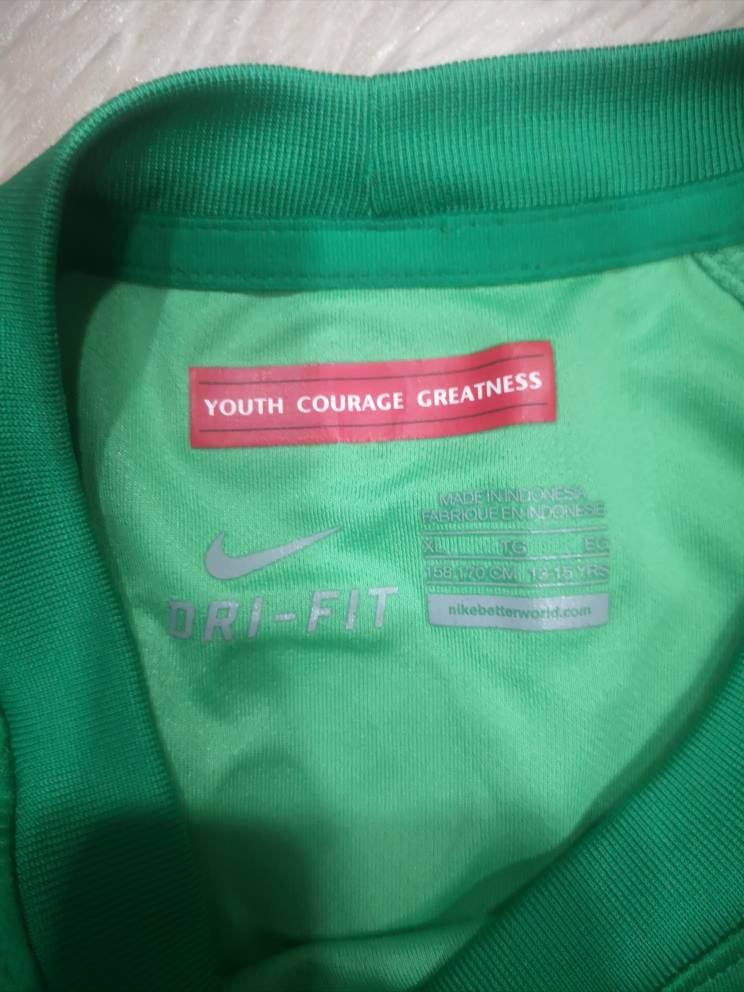 YOUTH COURAGE GREATNESS
MADE IN INDONESIA
FABRIQUE EN INDONESIE
XL TG EG
158-170 CM 13-15 YRS
DRI-FIT
nikebetterworld.com